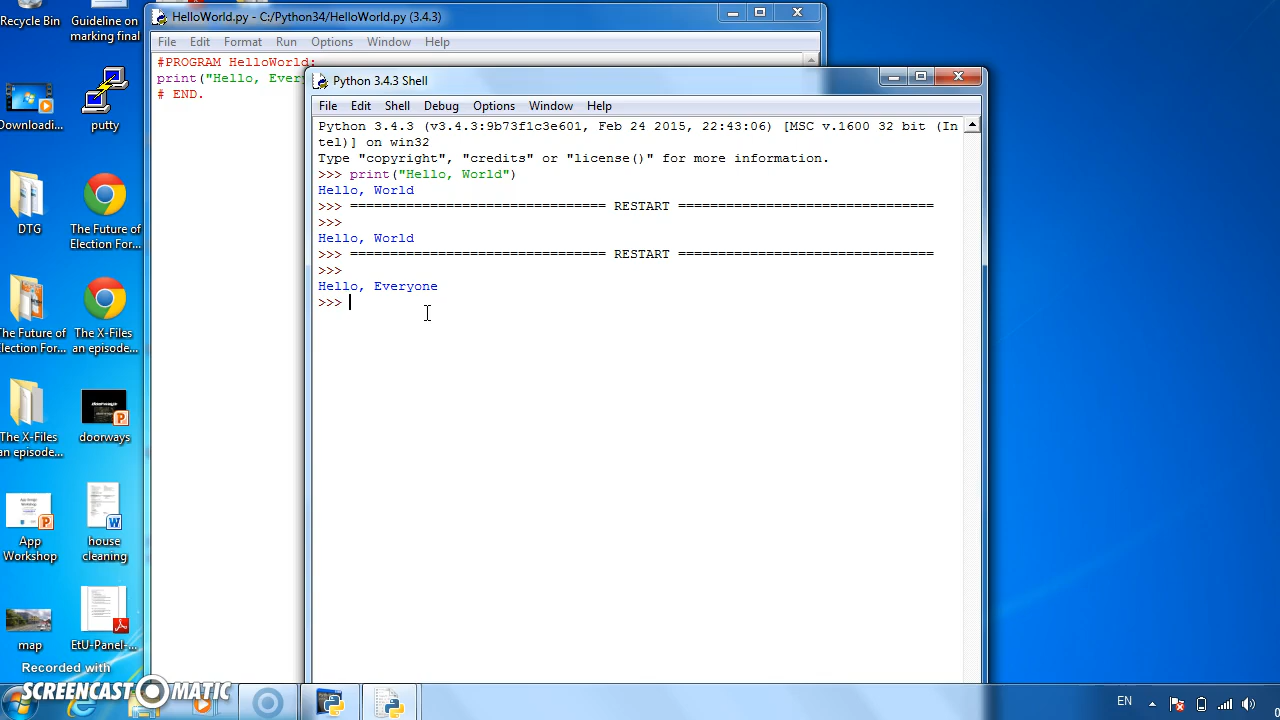 Recycle Bin
Guideline on
marking final
Downloadi...
putty
DTG
The Future of
Election For...
The Future of
Election For...
The X-Files
an episode...
The X-Files
an episode...
doorways
App
Workshop
house
cleaning
map
EtU-Panel-...
HelloWorld.py - C:/Python34/HelloWorld.py (3.4.3)
File Edit Format Run Options Window Help
#PROGRAM HelloWorld:
print("Hello, Every
# END.
Python 3.4.3 Shell
File Edit Shell Debug Options Window Help
Python 3.4.3 (v3.4.3:9b73f1c3e601, Feb 24 2015, 22:43:06) [MSC v.1600 32 bit (In
tel)] on win32
Type "copyright", "credits" or "license()" for more information.
>>> print("Hello, World")
Hello, World
>>> ================================ RESTART ================================
>>>
Hello, World
>>> ================================ RESTART ================================
>>>
Hello, Everyone
>>>
Recorded with
SCREENCAST-O-MATIC
EN